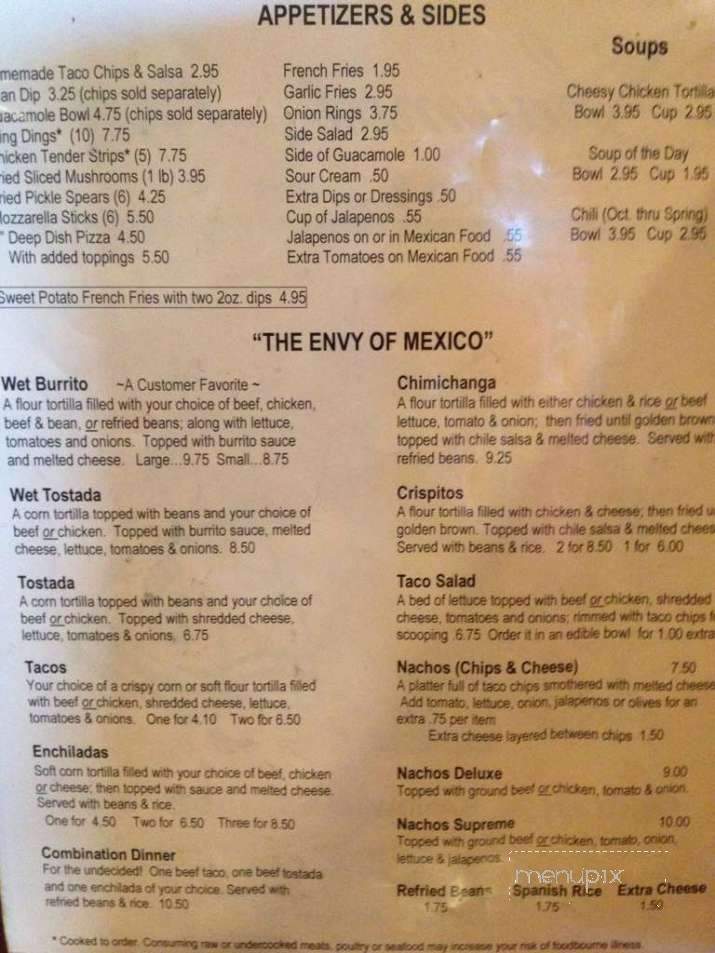 APPETIZERS & SIDES
memade Taco Chips & Salsa 2.95
an Dip 3.25 (chips sold separately)
uacamole Bowl 4.75 (chips sold separately)
ing Dings* (10) 7.75
hicken Tender Strips* (5) 7.75
ried Sliced Mushrooms (1 lb) 3.95
ried Pickle Spears (6) 4.25
ozzarella Sticks (6) 5.50
" Deep Dish Pizza 4.50
With added toppings 5.50
Sweet Potato French Fries with two 2oz. dips 4.95
French Fries 1.95
Garlic Fries 2.95
Onion Rings 3.75
Side Salad 2.95
Side of Guacamole 1.00
Sour Cream .50
Extra Dips or Dressings .50
Cup of Jalapenos .55
Jalapenos on or in Mexican Food .55
Extra Tomatoes on Mexican Food .55
Soups
Cheesy Chicken Tortilla
Bowl 3.95 Cup 2.95
Soup of the Day
Bowl 2.95 Cup 1.95
Chili (Oct. thru Spring)
Bowl 3.95 Cup 2.95
"THE ENVY OF MEXICO"
Wet Burrito ~A Customer Favorite ~
A flour tortilla filled with your choice of beef, chicken,
beef & bean, or refried beans; along with lettuce,
tomatoes and onions. Topped with burrito sauce
and melted cheese. Large...9.75 Small...8.75
Wet Tostada
A corn tortilla topped with beans and your choice of
beef or chicken. Topped with burrito sauce, melted
cheese, lettuce, tomatoes & onions. 8.50
Tostada
A corn tortilla topped with beans and your choice of
beef or chicken. Topped with shredded cheese,
lettuce, tomatoes & onions. 6.75
Tacos
Your choice of a crispy corn or soft flour tortilla filled
with beef or chicken, shredded cheese, lettuce,
tomatoes & onions. One for 4.10 Two for 6.50
Enchiladas
Soft corn tortilla filled with your choice of beef, chicken
or cheese; then topped with sauce and melted cheese.
Served with beans & rice.
One for 4.50 Two for 6.50 Three for 8.50
Combination Dinner
For the undecided! One beef taco, one beef tostada
and one enchilada of your choice. Served with
refried beans & rice. 10.50
Chimichanga
A flour tortilla filled with either chicken & rice or beef
lettuce, tomato & onion; then fried until golden brown
topped with chile salsa & melted cheese. Served with
refried beans. 9.25
Crispitos
A flour tortilla filled with chicken & cheese; then fried u
golden brown. Topped with chile salsa & melted chees
Served with beans & rice. 2 for 8.50 1 for 6.00
Taco Salad
A bed of lettuce topped with beef or chicken, shredded
cheese, tomatoes and onions; rimmed with taco chips f
scooping 6.75 Order it in an edible bowl for 1.00 extra
Nachos (Chips & Cheese) 7.50
A platter full of taco chips smothered with melted cheese
Add tomato, lettuce, onion, jalapenos or olives for an
extra .75 per item
Extra cheese layered between chips 1.50
Nachos Deluxe 9.00
Topped with ground beef or chicken, tomato & onion.
Nachos Supreme 10.00
Topped with ground beef or chicken, tomato, onion,
lettuce & jalapenos.
menupix
Refried Beans Spanish Rice Extra Cheese
1.75 1.75 1.50
* Cooked to order. Consuming raw or undercooked meats, poultry or seafood may increase your risk of foodbourne illness.